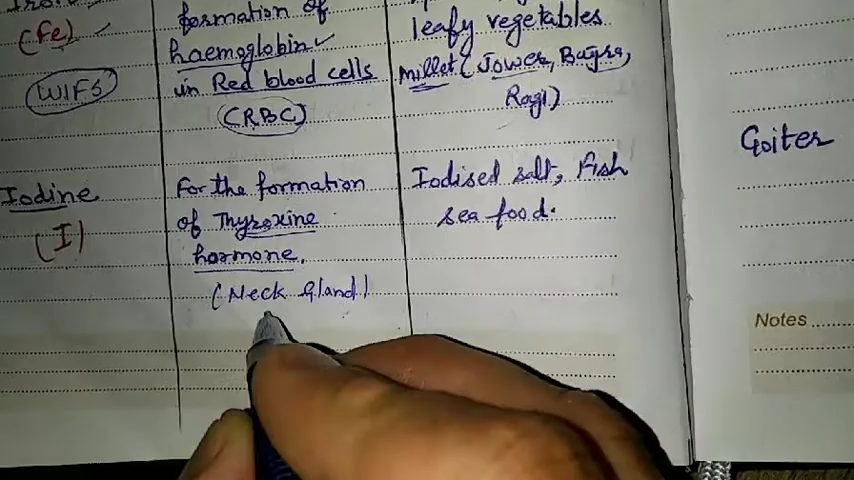 (Fe)
WIFS
formation of
haemoglobin
in Red blood cells
(RBC)
leafy vegetables
Millet (Jower, Bajra,
Ragi)
Iodine
(I)
For the formation
of Thyroxine
hormone.
(Neck gland)
Iodised salt, Fish
sea food.
Goiter
Notes